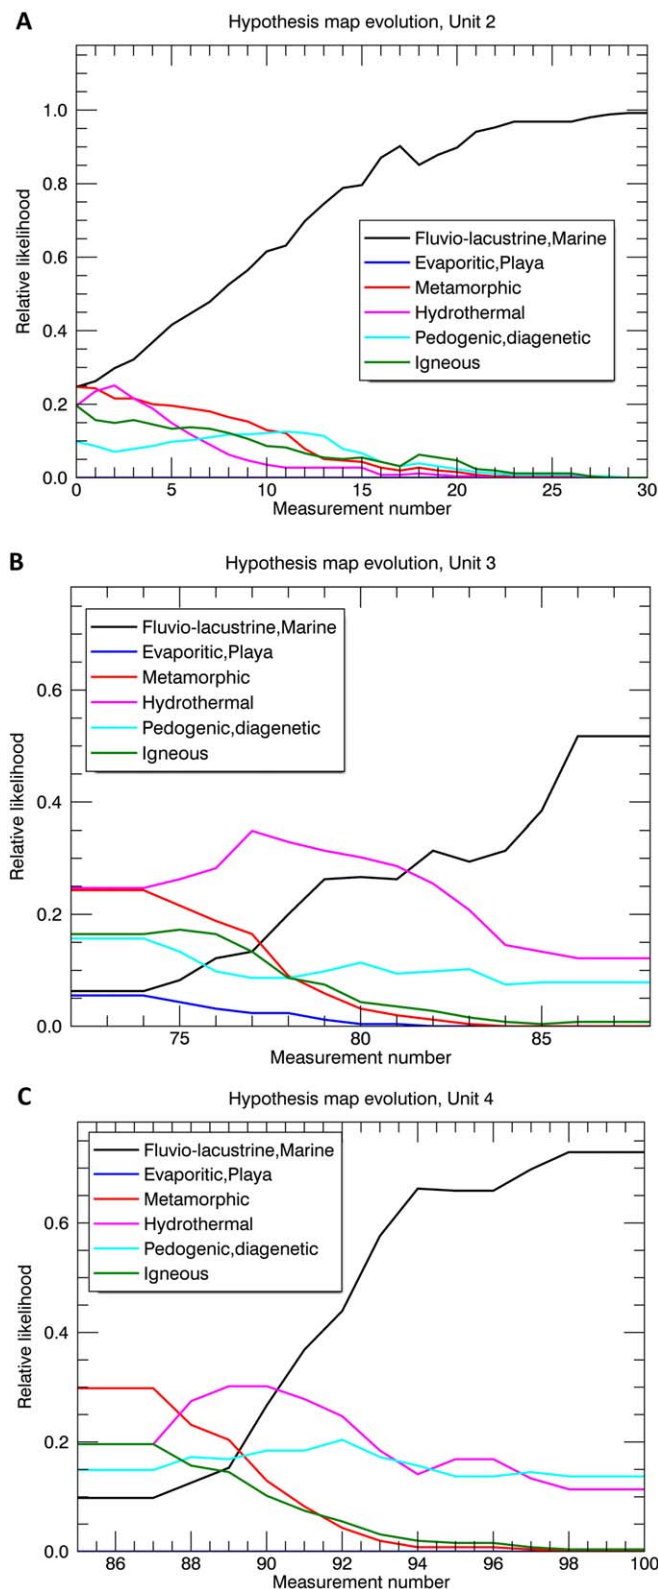 A
Hypothesis map evolution, Unit 2
Relative likelihood
1.0
0.8
0.6
0.4
0.2
0.0
Fluvio-lacustrine,Marine
Evaporitic,Playa
Metamorphic
Hydrothermal
Pedogenic,diagenetic
Igneous
0 5 10 15 20 25 30
Measurement number
B
Hypothesis map evolution, Unit 3
Relative likelihood
0.6
0.4
0.2
0.0
Fluvio-lacustrine,Marine
Evaporitic,Playa
Metamorphic
Hydrothermal
Pedogenic,diagenetic
Igneous
75 80 85
Measurement number
C
Hypothesis map evolution, Unit 4
Relative likelihood
0.6
0.4
0.2
0.0
Fluvio-lacustrine,Marine
Evaporitic,Playa
Metamorphic
Hydrothermal
Pedogenic,diagenetic
Igneous
86 88 90 92 94 96 98 100
Measurement number